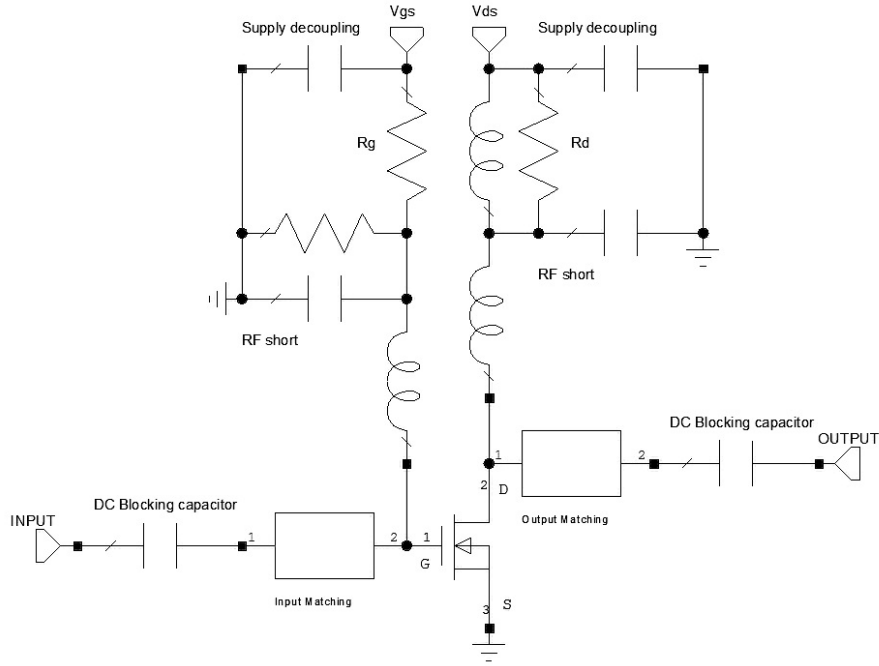 Vgs
Vds
Supply decoupling
Supply decoupling
Rg
Rd
RF short
RF short
DC Blocking capacitor
OUTPUT
1
2
2
D
Output Matching
DC Blocking capacitor
INPUT
1
2
1
G
Input Matching
3
S